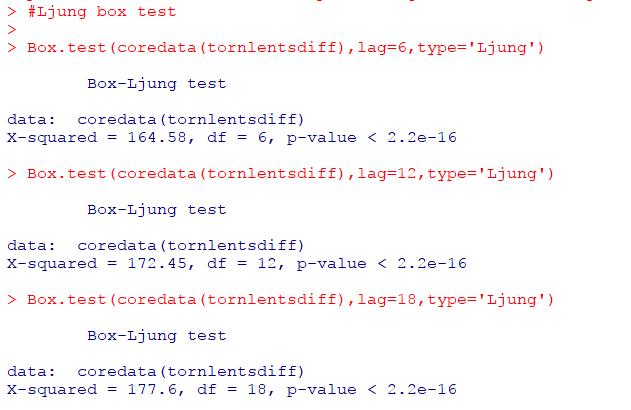 > #Ljung box test
>
> Box.test(coredata(tornlentsdiff),lag=6,type='Ljung')
Box-Ljung test
data:  coredata(tornlentsdiff)
X-squared = 164.58, df = 6, p-value < 2.2e-16
> Box.test(coredata(tornlentsdiff),lag=12,type='Ljung')
Box-Ljung test
data:  coredata(tornlentsdiff)
X-squared = 172.45, df = 12, p-value < 2.2e-16
> Box.test(coredata(tornlentsdiff),lag=18,type='Ljung')
Box-Ljung test
data:  coredata(tornlentsdiff)
X-squared = 177.6, df = 18, p-value < 2.2e-16